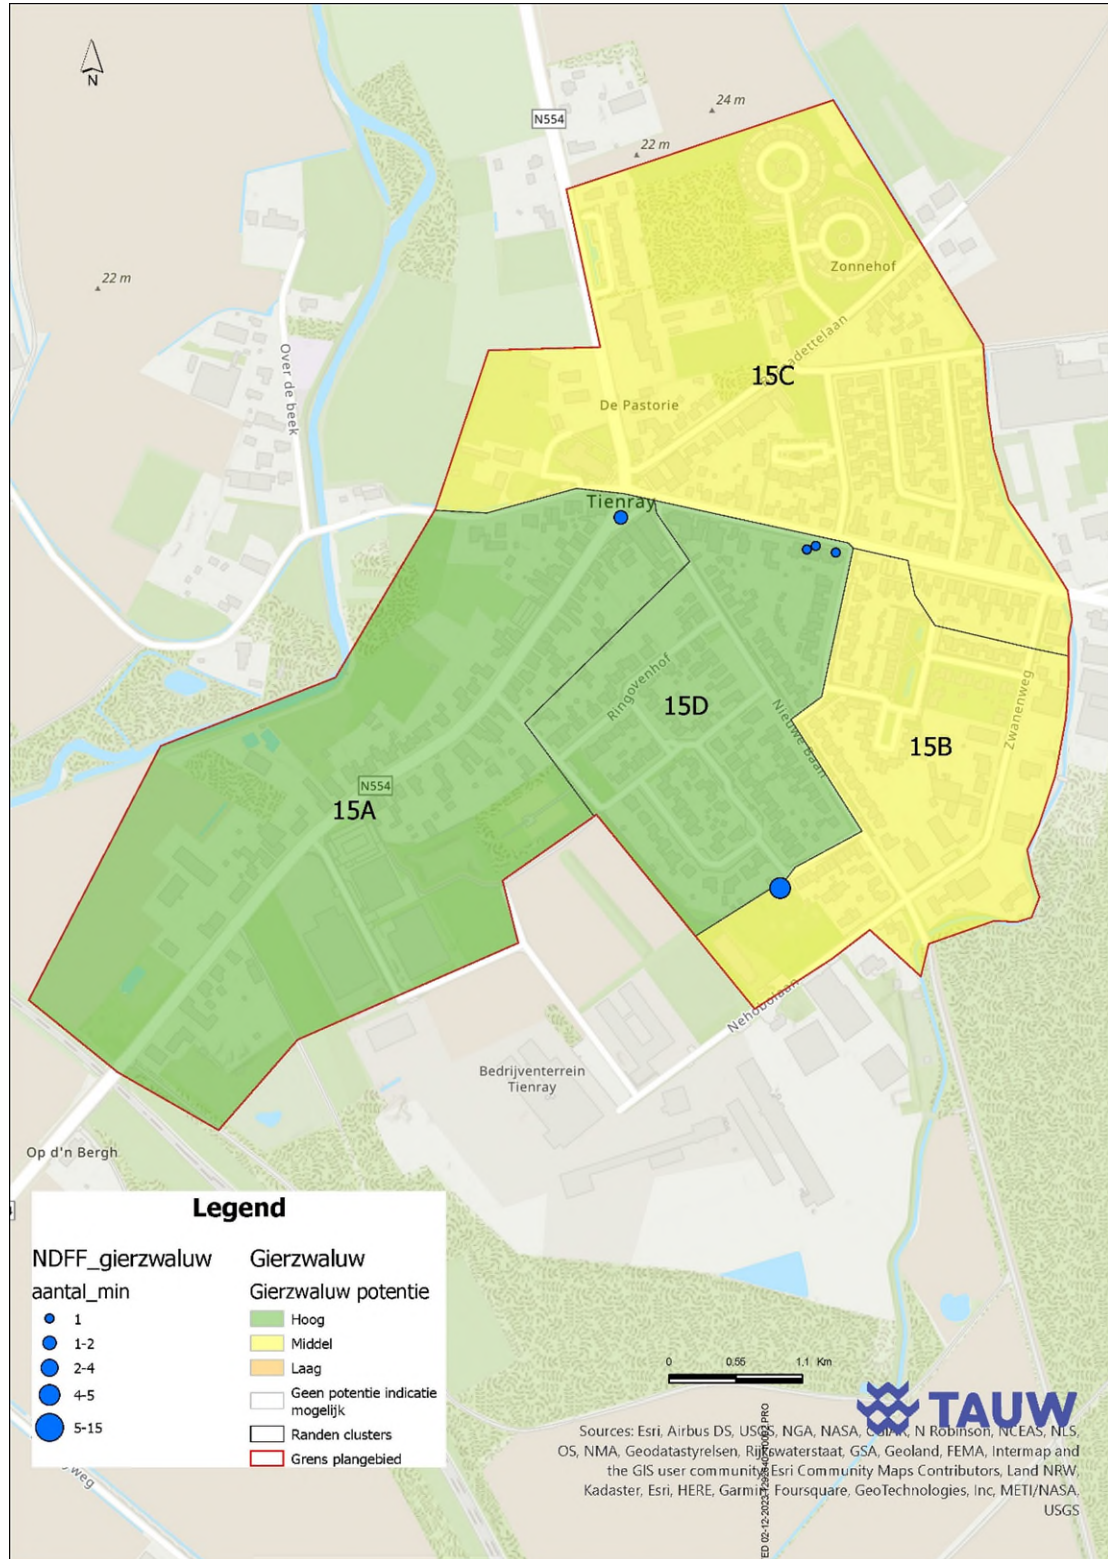 N
N554
24 m
22 m
Zonnehof
22 m
Over de beek
15C
De Pastorie
Tienray
Ringovenhof
15D
Nieuwe Baan
Zwanenweg
15B
N554
15A
Nehobolaan
Bedrijventerrein
Tienray
Op d'n Bergh
Legend
NDFF_gierzwaluw
aantal_min
1
1-2
2-4
4-5
5-15
Gierzwaluw
Gierzwaluw potentie
Hoog
Middel
Laag
Geen potentie indicatie
mogelijk
Randen clusters
Grens plangebied
0 0.55 1.1 Km
TAUW
Sources: Esri, Airbus DS, USGS, NGA, NASA, CGIAR, N Robinson, NCEAS, NLS,
OS, NMA, Geodatastyrelsen, Rijkswaterstaat, GSA, Geoland, FEMA, Intermap and
the GIS user community, Esri Community Maps Contributors, Land NRW,
Kadaster, Esri, HERE, Garmin, Foursquare, GeoTechnologies, Inc, METI/NASA,
USGS